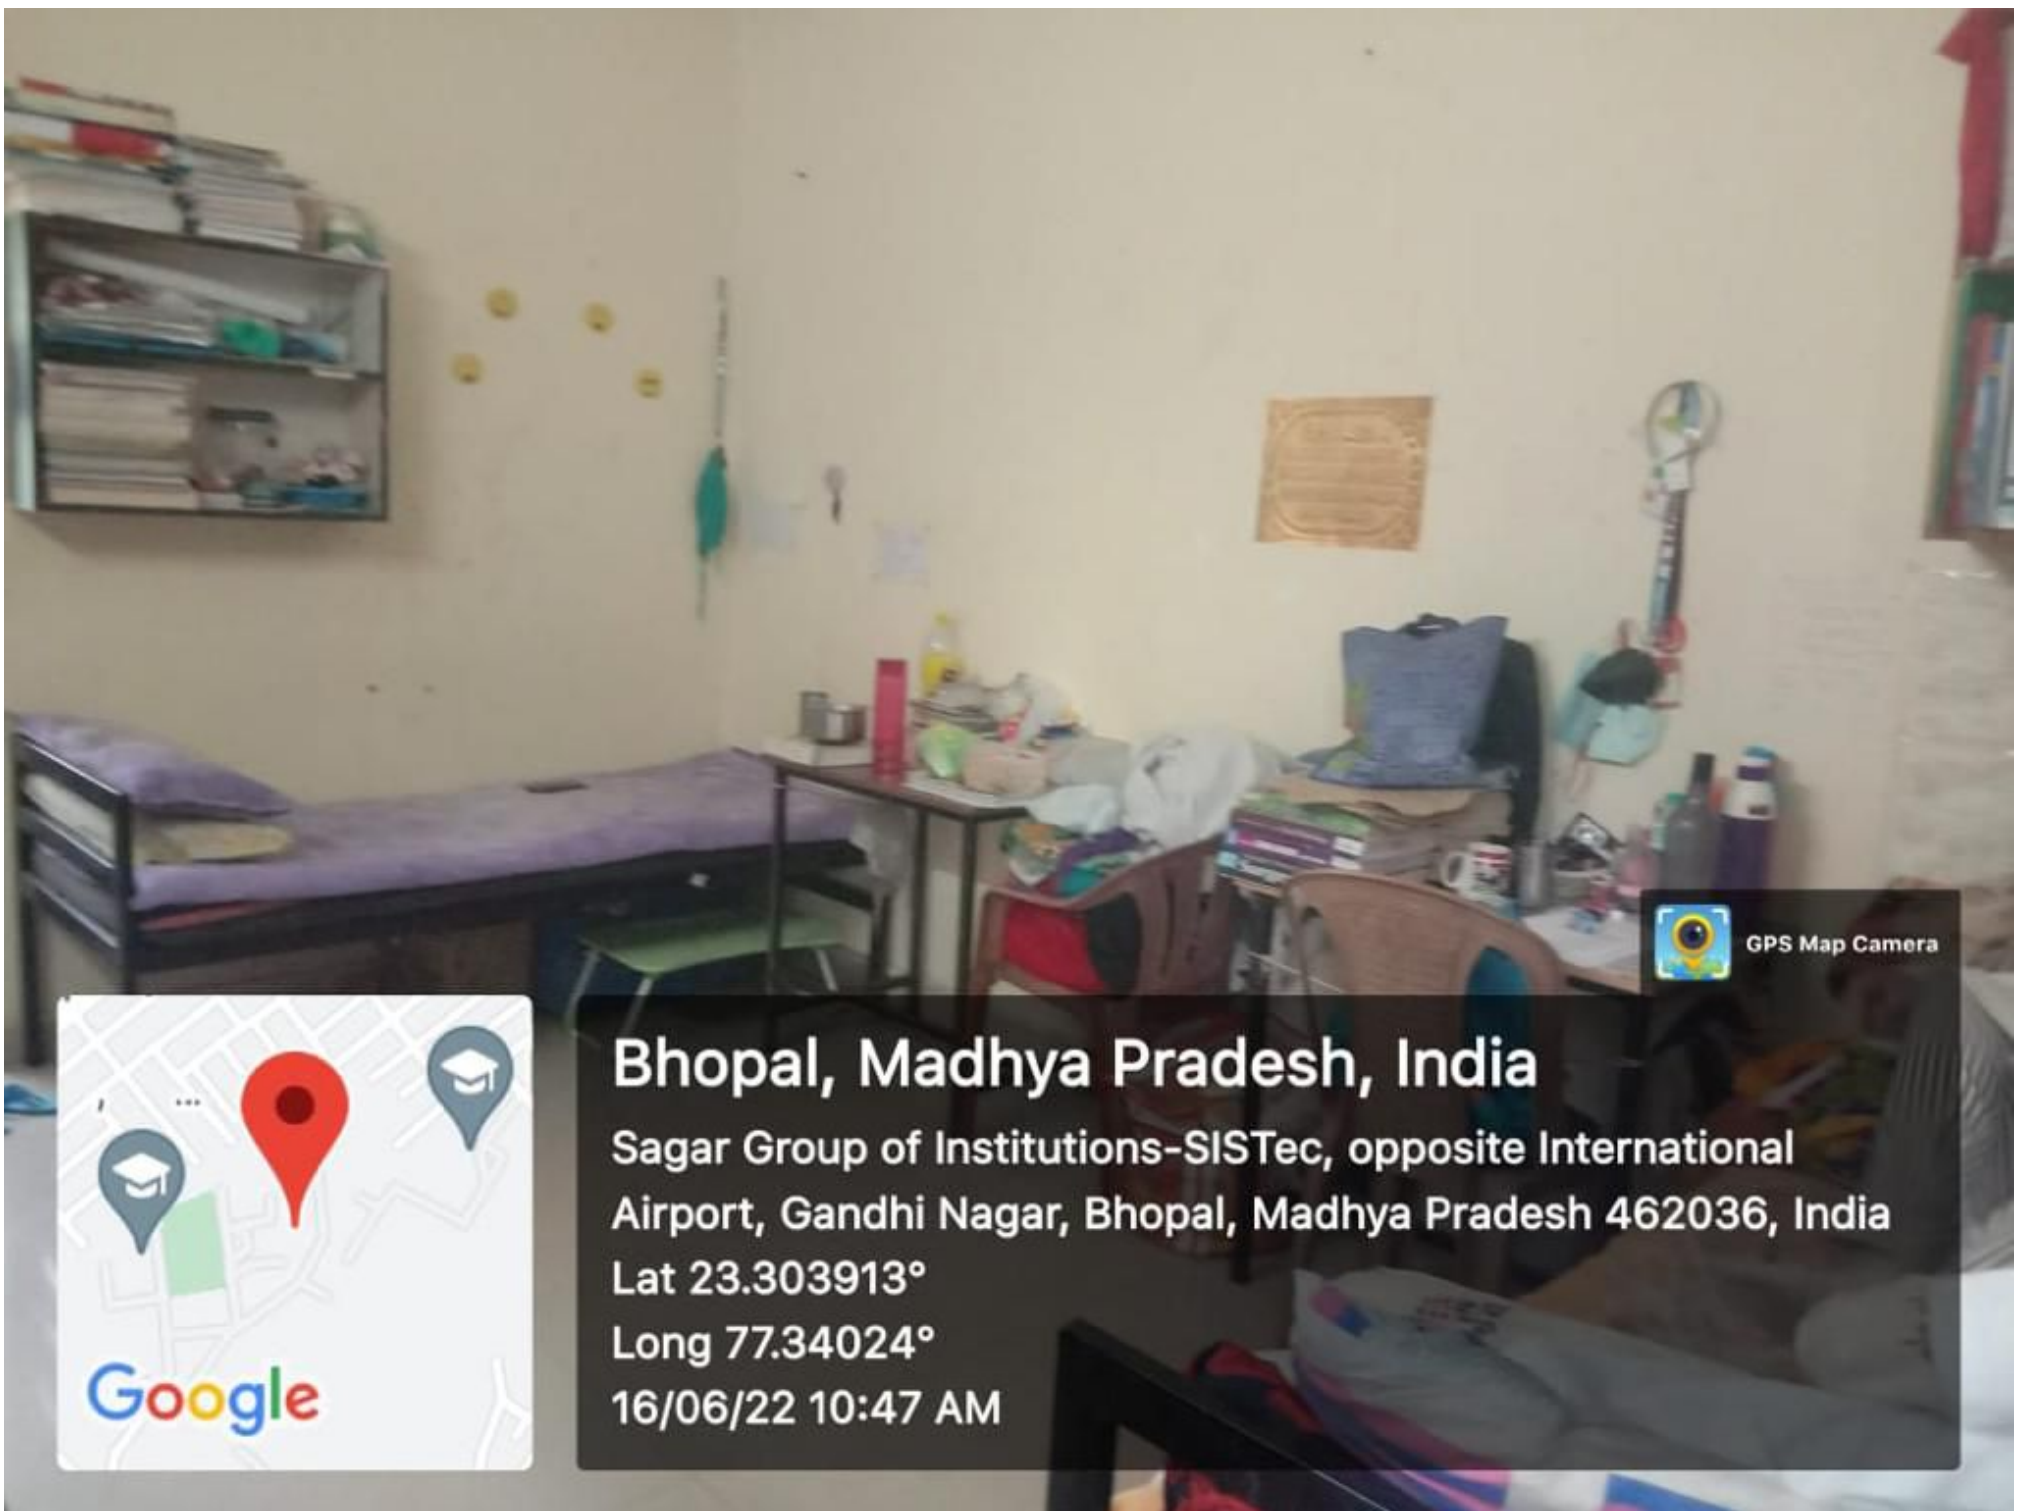 GPS Map Camera
Bhopal, Madhya Pradesh, India
Sagar Group of Institutions-SISTec, opposite International
Airport, Gandhi Nagar, Bhopal, Madhya Pradesh 462036, India
Lat 23.303913°
Long 77.34024°
16/06/22 10:47 AM
Google